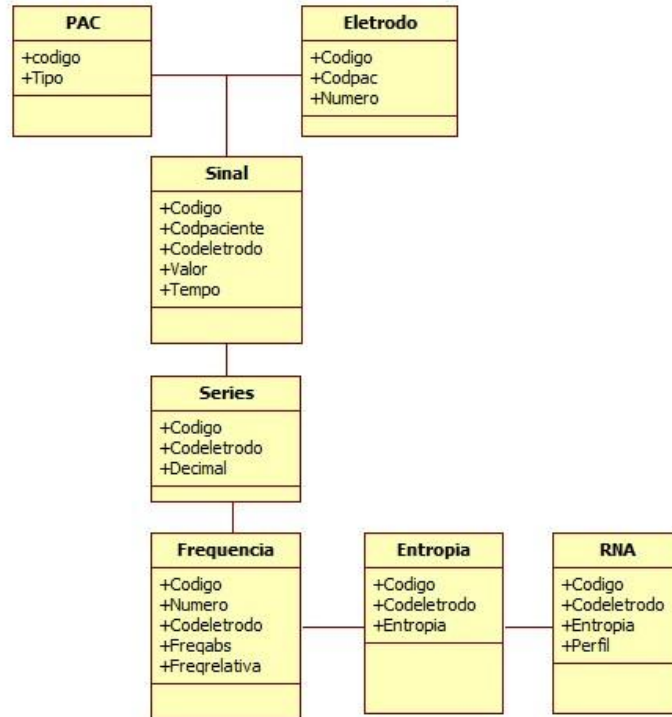 PAC
+codigo
+Tipo
Eletrodo
+Codigo
+Codpac
+Numero
Sinal
+Codigo
+Codpaciente
+Codeletrodo
+Valor
+Tempo
Series
+Codigo
+Codeletrodo
+Decimal
Frequencia
+Codigo
+Numero
+Codeletrodo
+Freqabs
+Freqrelativa
Entropia
+Codigo
+Codeletrodo
+Entropia
RNA
+Codigo
+Codeletrodo
+Entropia
+Perfil